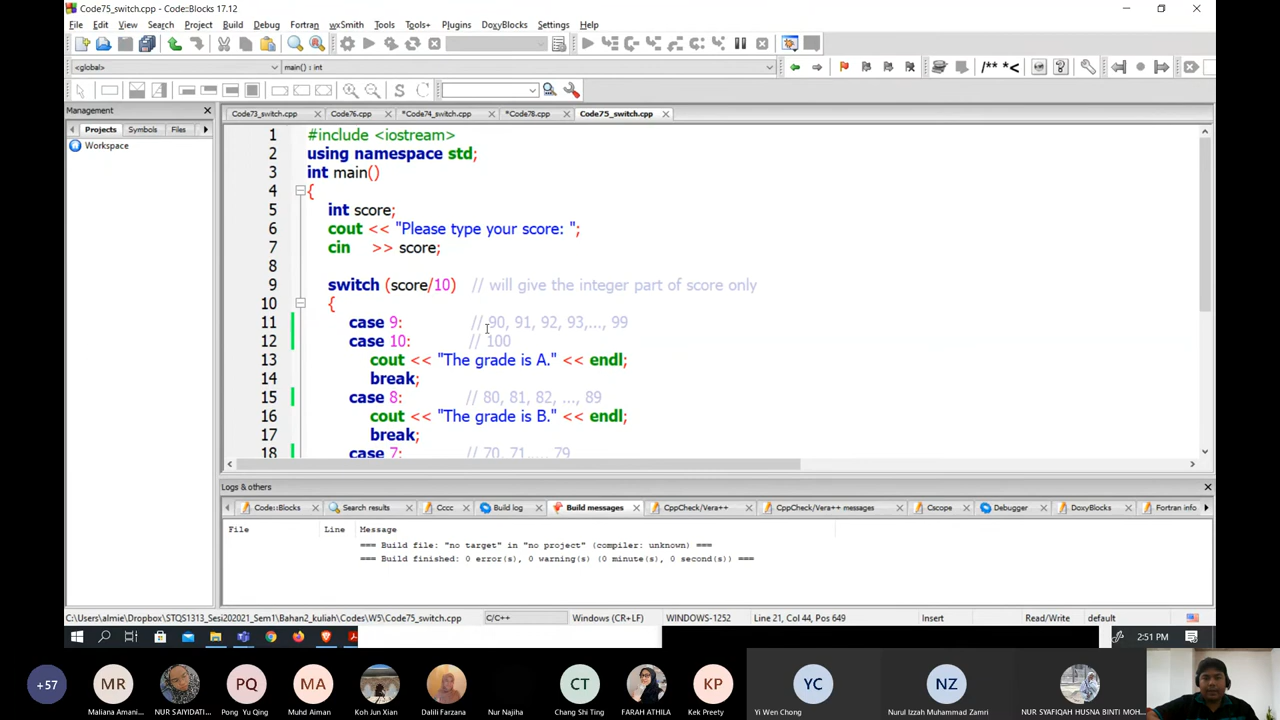 Code75_switch.cpp - Code::Blocks 17.12
File Edit View Search Project Build Debug Fortran wxSmith Tools Tools+ Plugins DoxyBlocks Settings Help
<global> main() : int
/** *<
S C
Management
Projects Symbols Files
Workspace
Code73_switch.cpp Code76.cpp *Code74_switch.cpp *Code78.cpp Code75_switch.cpp
1 #include <iostream>
2 using namespace std;
3 int main()
4 {
5 int score;
6 cout << "Please type your score: ";
7 cin >> score;
8
9 switch (score/10) // will give the integer part of score only
10 {
11 case 9: // 90, 91, 92, 93,..., 99
12 case 10: // 100
13 cout << "The grade is A." << endl;
14 break;
15 case 8: // 80, 81, 82, ..., 89
16 cout << "The grade is B." << endl;
17 break;
18 case 7: // 70, 71,..., 79
Logs & others
Code::Blocks Search results Cccc Build log Build messages CppCheck/Vera++ CppCheck/Vera++ messages Cscope Debugger DoxyBlocks Fortran info
File Line Message
=== Build file: "no target" in "no project" (compiler: unknown) ===
=== Build finished: 0 error(s), 0 warning(s) (0 minute(s), 0 second(s)) ===
C:\Users\almie\Dropbox\STQS1313_Sem1202021_Sem1\Bahan2_kuliah\Codes\W5\Code75_switch.cpp C/C++ Windows (CR+LF) WINDOWS-1252 Line 21, Col 44, Pos 649 Insert Read/Write default
2:51 PM
+57 MR PQ MA CT KP YC NZ
Maliana Amani... NUR SAIYIDATI... Pong Yu Qing Muhd Aiman Koh Jun Xian Dalili Farzana Nur Najiha Chang Shi Ting FARAH ATHILA Kek Preety Yi Wen Chong Nurul Izzah Muhammad Zamri NUR SYAFIQAH HUSNA BINTI MOH...